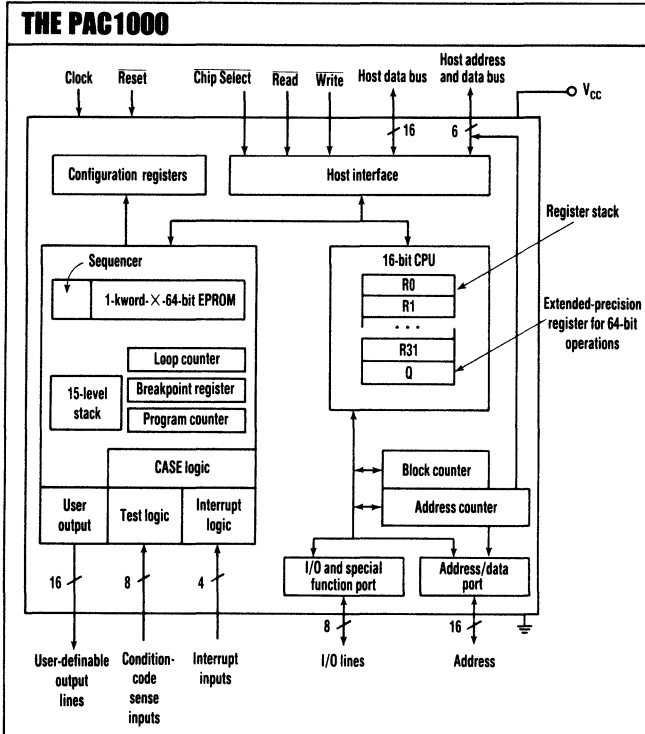 THE PAC1000
Clock
Reset
Chip Select
Read
Write
Host data bus
Host address
and data bus
VCC
16
6
Configuration registers
Host interface
Register stack
Sequencer
1-kword-×-64-bit EPROM
16-bit CPU
R0
R1
...
R31
Q
Extended-precision
register for 64-bit
operations
Loop counter
15-level
stack
Breakpoint register
Program counter
CASE logic
User
output
Test logic
Interrupt
logic
Block counter
Address counter
I/O and special
function port
Address/data
port
16
8
4
8
16
User-definable
output
lines
Condition-
code
sense
inputs
Interrupt
inputs
I/O lines
Address